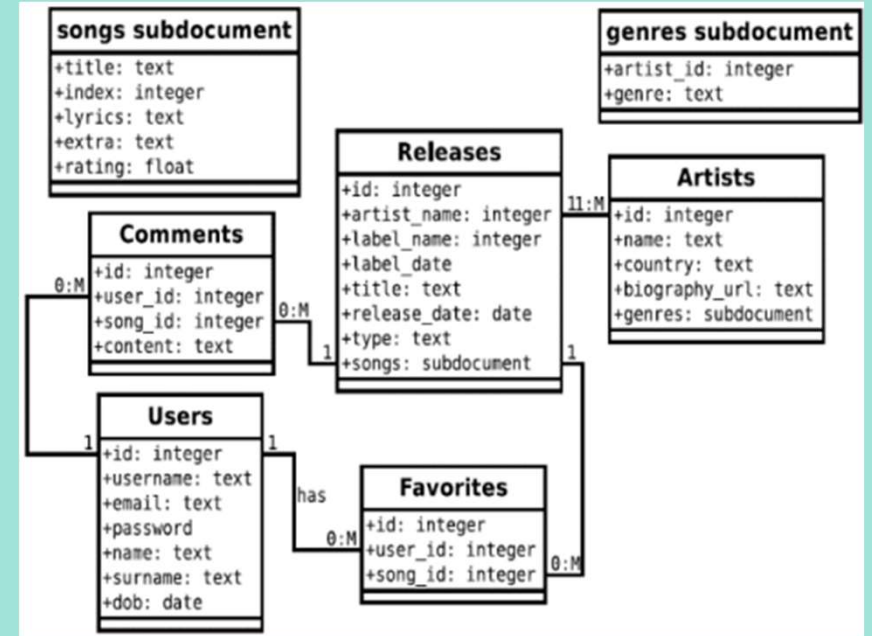 songs subdocument
+title: text
+index: integer
+lyrics: text
+extra: text
+rating: float
genres subdocument
+artist_id: integer
+genre: text
Releases
+id: integer
+artist_name: integer
+label_name: integer
+label_date
+title: text
+release_date: date
+type: text
+songs: subdocument
11:M
Artists
+id: integer
+name: text
+country: text
+biography_url: text
+genres: subdocument
Comments
+id: integer
+user_id: integer
+song_id: integer
+content: text
0:M
0:M
1
1
Users
+id: integer
+username: text
+email: text
+password
+name: text
+surname: text
+dob: date
1
1
has
0:M
Favorites
+id: integer
+user_id: integer
+song_id: integer
0:M